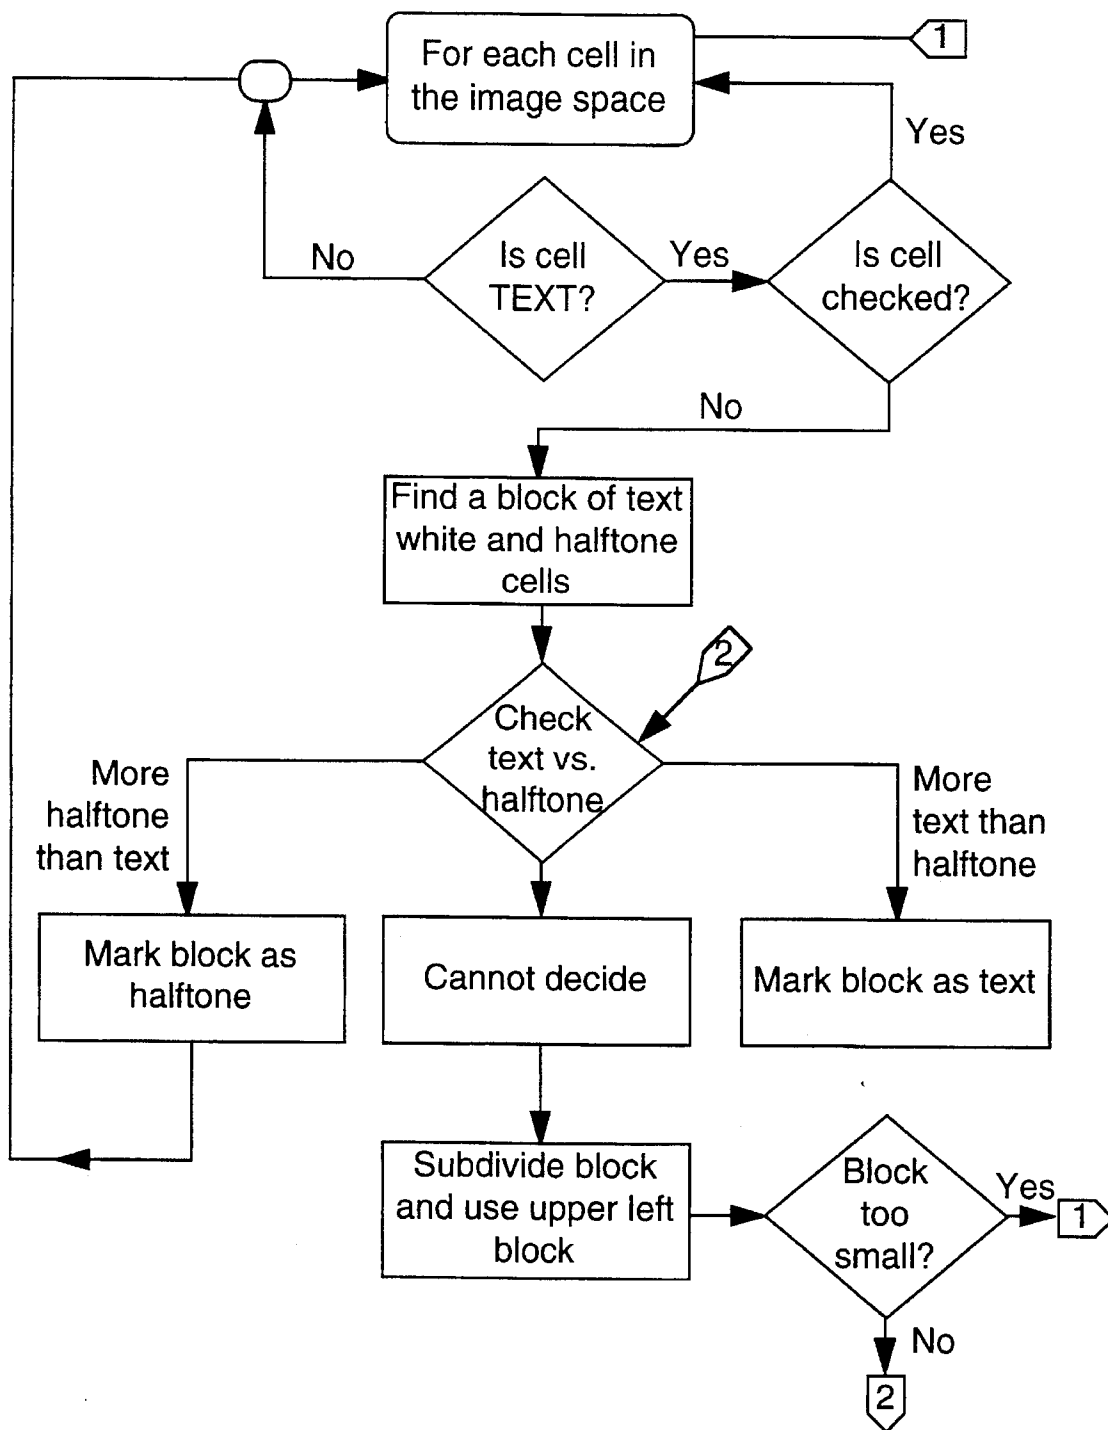 For each cell in
the image space
1
Yes
No
Is cell
TEXT?
Yes
Is cell
checked?
No
Find a block of text
white and halftone
cells
2
Check
text vs.
halftone
More
halftone
than text
More
text than
halftone
Mark block as
halftone
Cannot decide
Mark block as text
Subdivide block
and use upper left
block
Block
too
small?
Yes
1
No
2